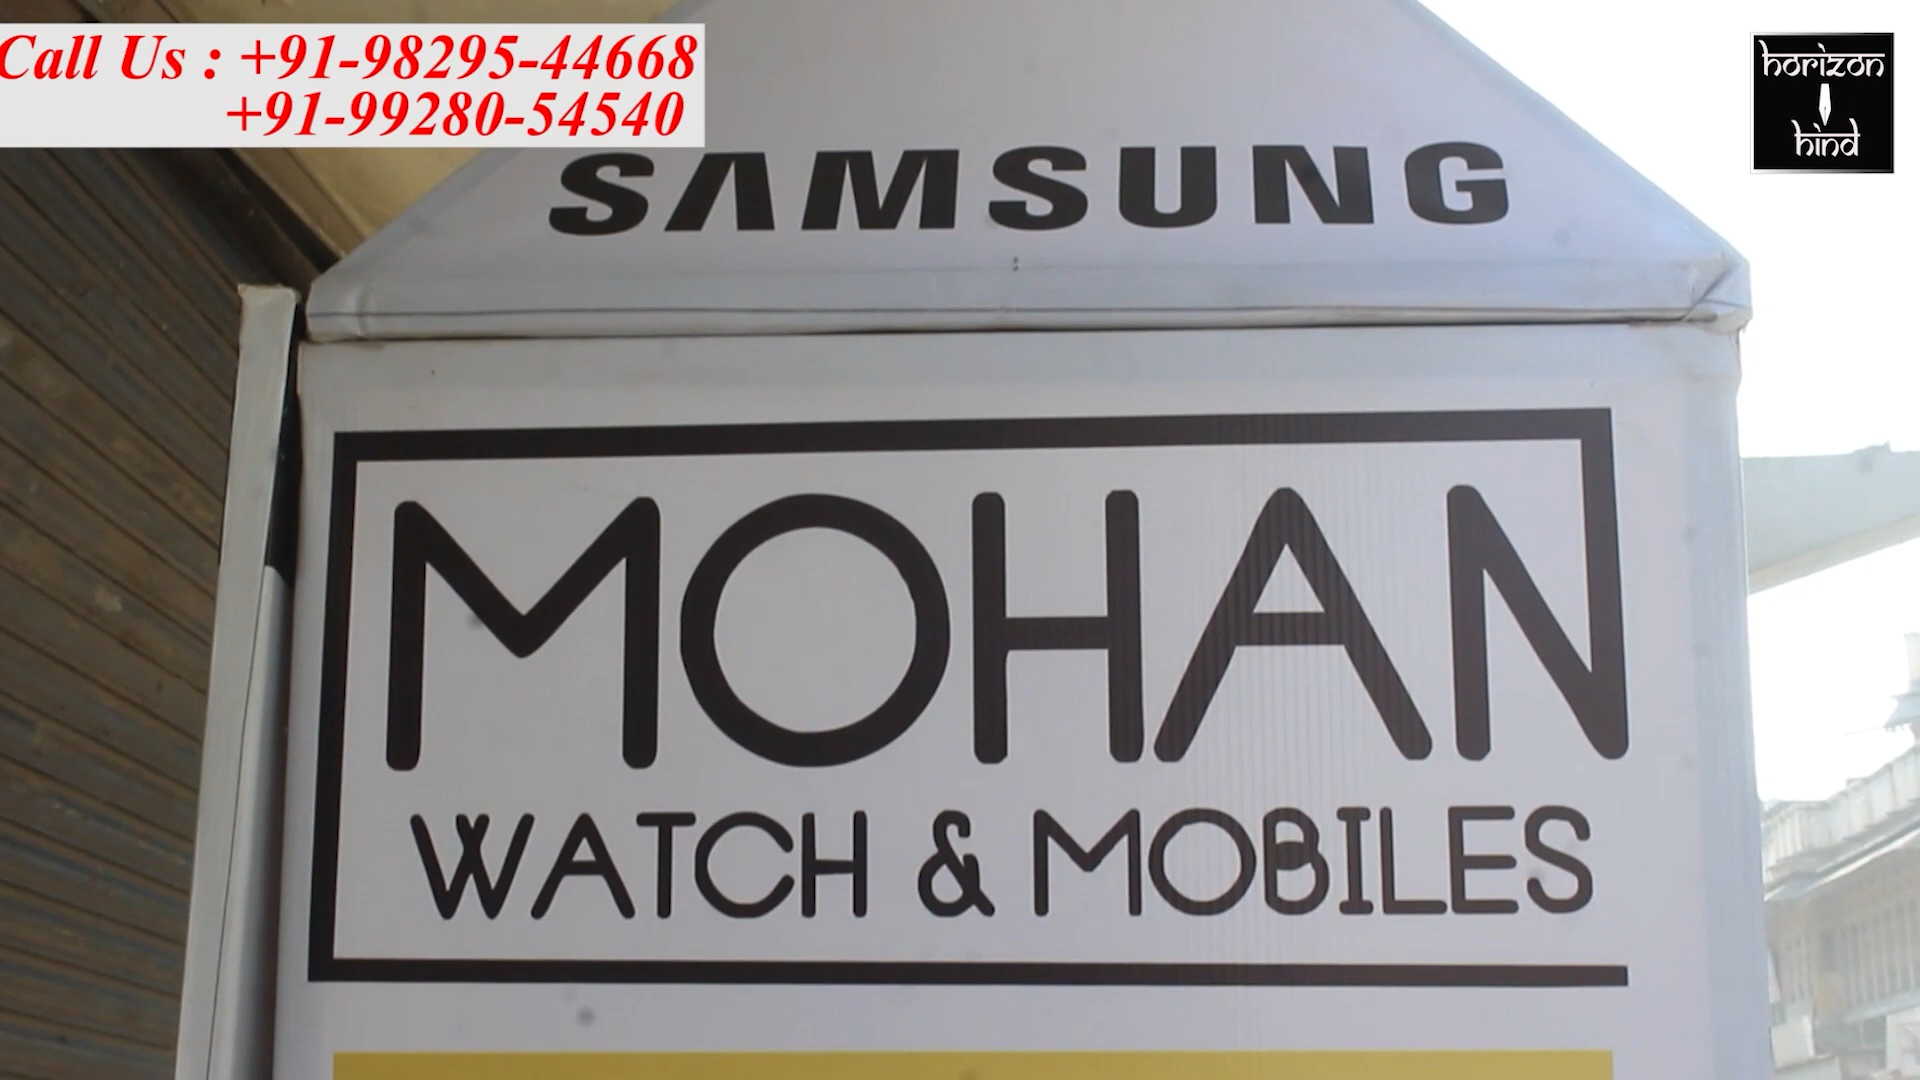 Call Us : +91-98295-44668
+91-99280-54540
horizon
hind
SAMSUNG
MOHAN
WATCH & MOBILES